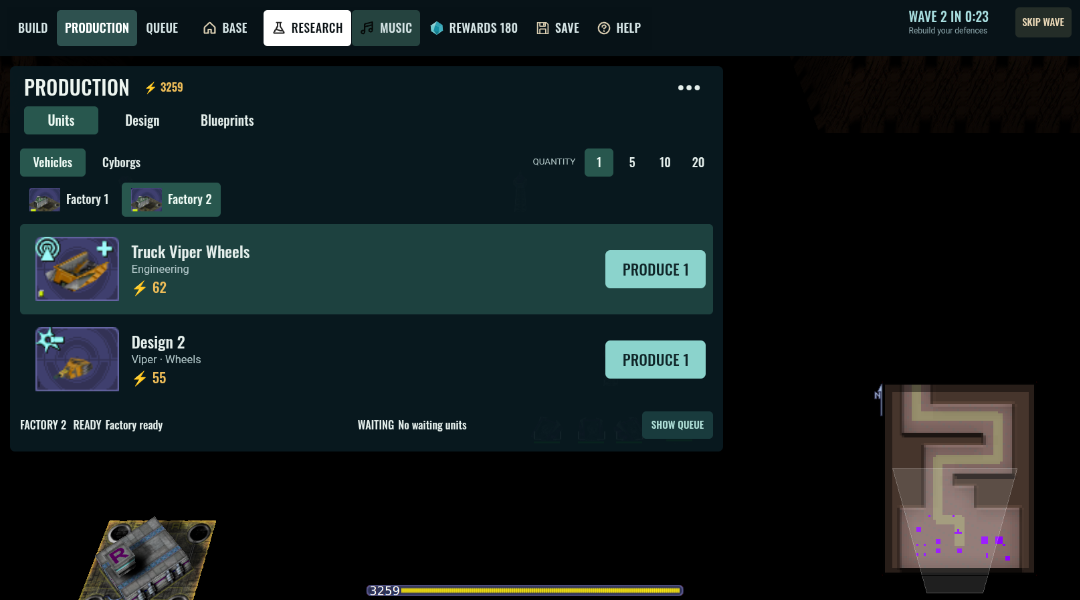 BUILD PRODUCTION QUEUE BASE RESEARCH MUSIC REWARDS 180 SAVE HELP
WAVE 2 IN 0:23
Rebuild your defences
SKIP WAVE
PRODUCTION 3259
Units Design Blueprints
Vehicles Cyborgs
QUANTITY 1 5 10 20
Factory 1 Factory 2
Truck Viper Wheels
Engineering
62
PRODUCE 1
Design 2
Viper · Wheels
55
PRODUCE 1
FACTORY 2 READY Factory ready
WAITING No waiting units
SHOW QUEUE
N
R
3259